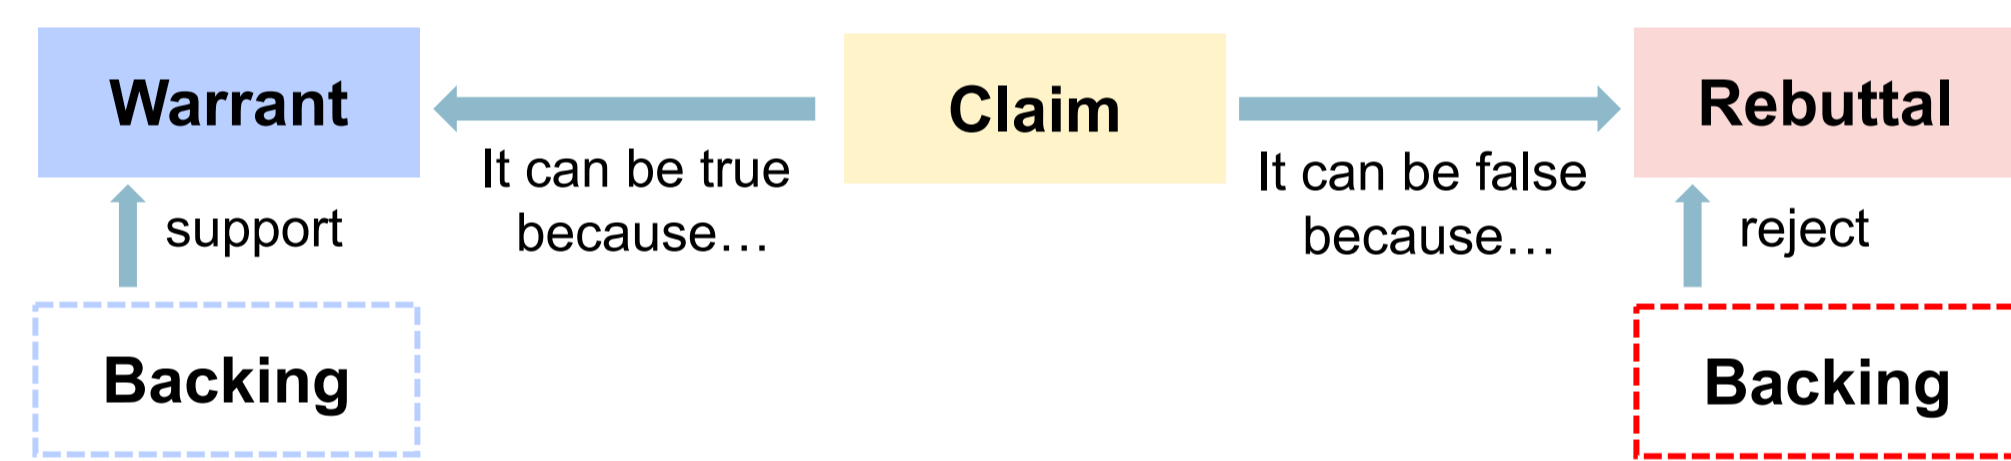 Warrant
Claim
Rebuttal
It can be true
because…
It can be false
because…
support
reject
Backing
Backing